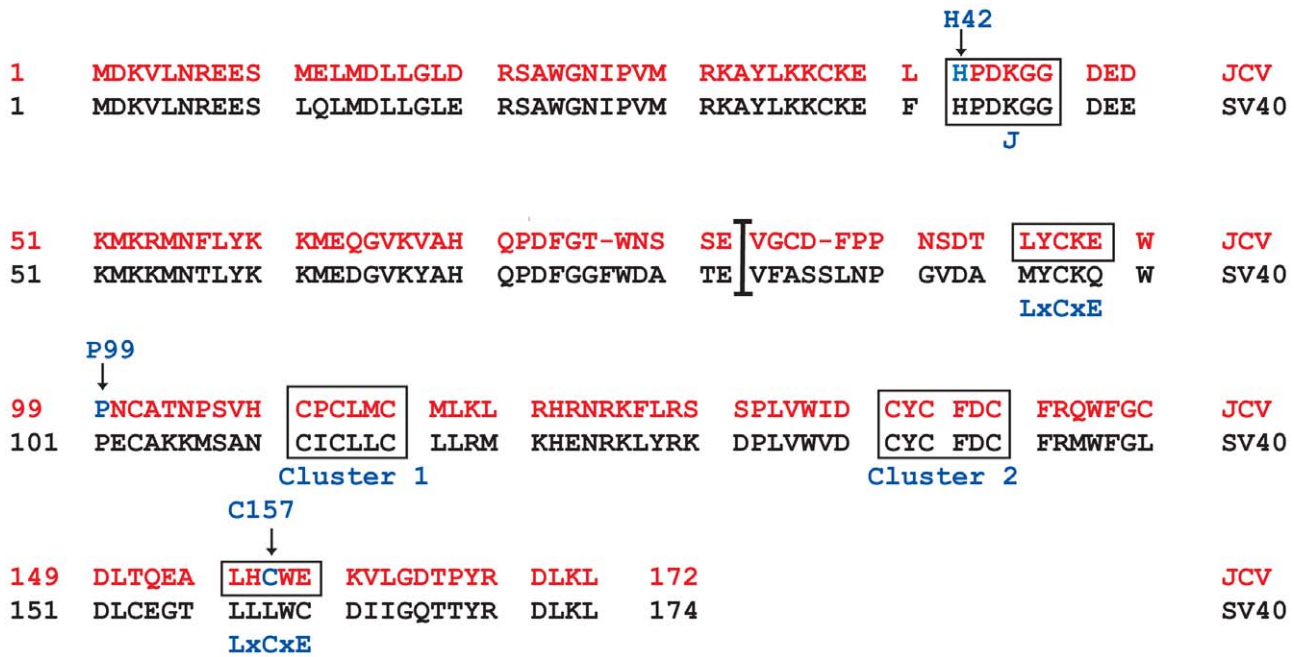 H42
1 MDKVLNREES MELMDLLGLD RSAWGNIPVM RKAYLKKCKE L HPDKGG DED JCV
1 MDKVLNREES LQLMDLLGLE RSAWGNIPVM RKAYLKKCKE F HPDKGG DEE SV40
J
51 KMKRMNFLYK KMEQGVKVAH QPDFGT-WNS SE VGCD-FPP NSDT LYCKE W JCV
51 KMKKMNTLYK KMEDGVKYAH QPDFGGFWDA TE VFASSLNP GVDA MYCKQ W SV40
LxCxE
P99
99 PNCATNPSVH CPCLMC MLKL RHRNRKFLRS SPLVWID CYC FDC FRQWFGC JCV
101 PECAKKMSAN CICLLC LLRM KHENRKLYRK DPLVWVD CYC FDC FRMWFGL SV40
Cluster 1 Cluster 2
C157
149 DLTQEA LHCWE KVLGDTPYR DLKL 172 JCV
151 DLCEGT LLLWC DIIGQTTYR DLKL 174 SV40
LxCxE